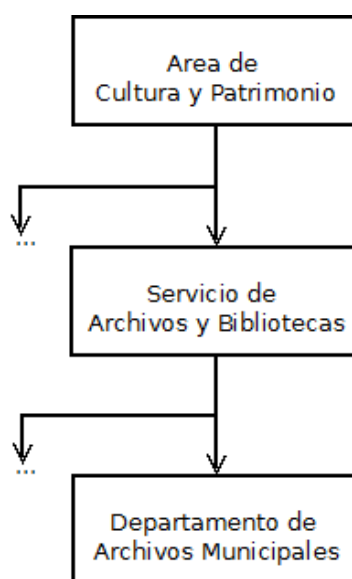 Area de
Cultura y Patrimonio
...
Servicio de
Archivos y Bibliotecas
...
Departamento de
Archivos Municipales